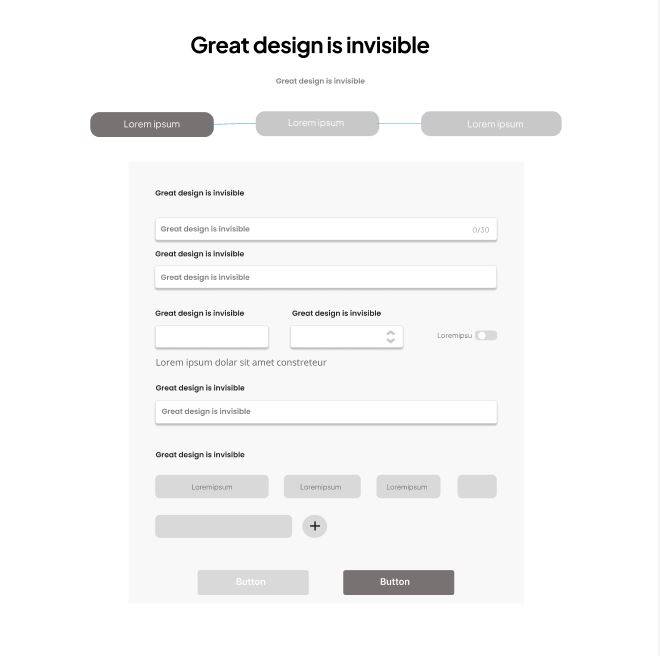 Great design is invisible
Great design is invisible
Lorem ipsum Lorem ipsum Lorem ipsum
Great design is invisible
Great design is invisible 0/30
Great design is invisible
Great design is invisible
Great design is invisible Great design is invisible
Loremipsu
Lorem ipsum dolar sit amet constreteur
Great design is invisible
Great design is invisible
Great design is invisible
Loremipsum Loremipsum Loremipsum
+
Button Button